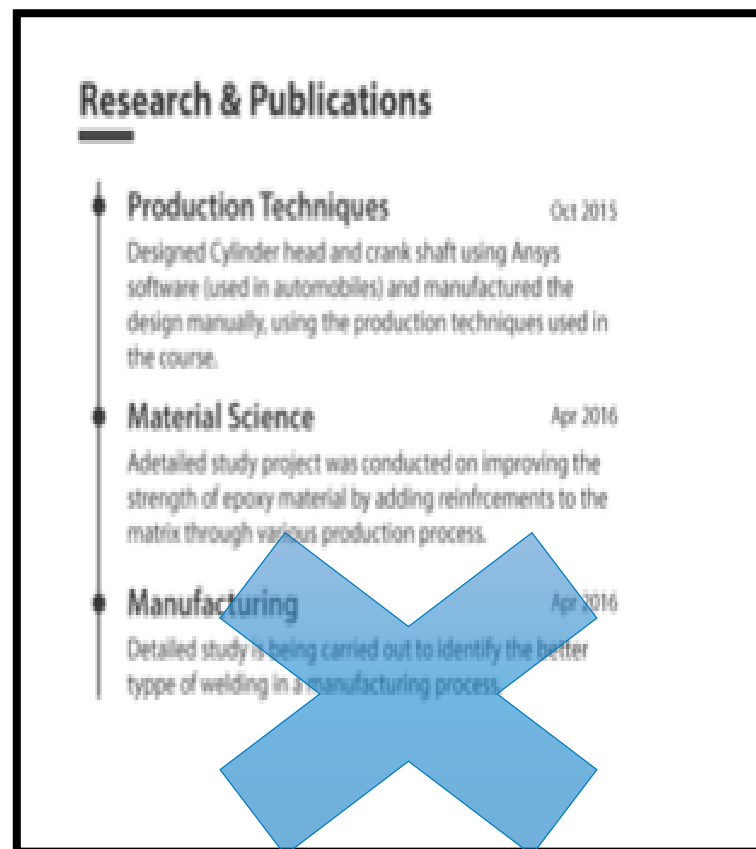 Research & Publications
Production Techniques Oct 2015
Designed Cylinder head and crank shaft using Ansys
software (used in automobiles) and manufactured the
design manually, using the production techniques used in
the course.
Material Science Apr 2016
Adetailed study project was conducted on improving the
strength of epoxy material by adding reinfrcements to the
matrix through various production process.
Manufacturing Apr 2016
Detailed study is being carried out to identify the better
typpe of welding in a manufacturing process.